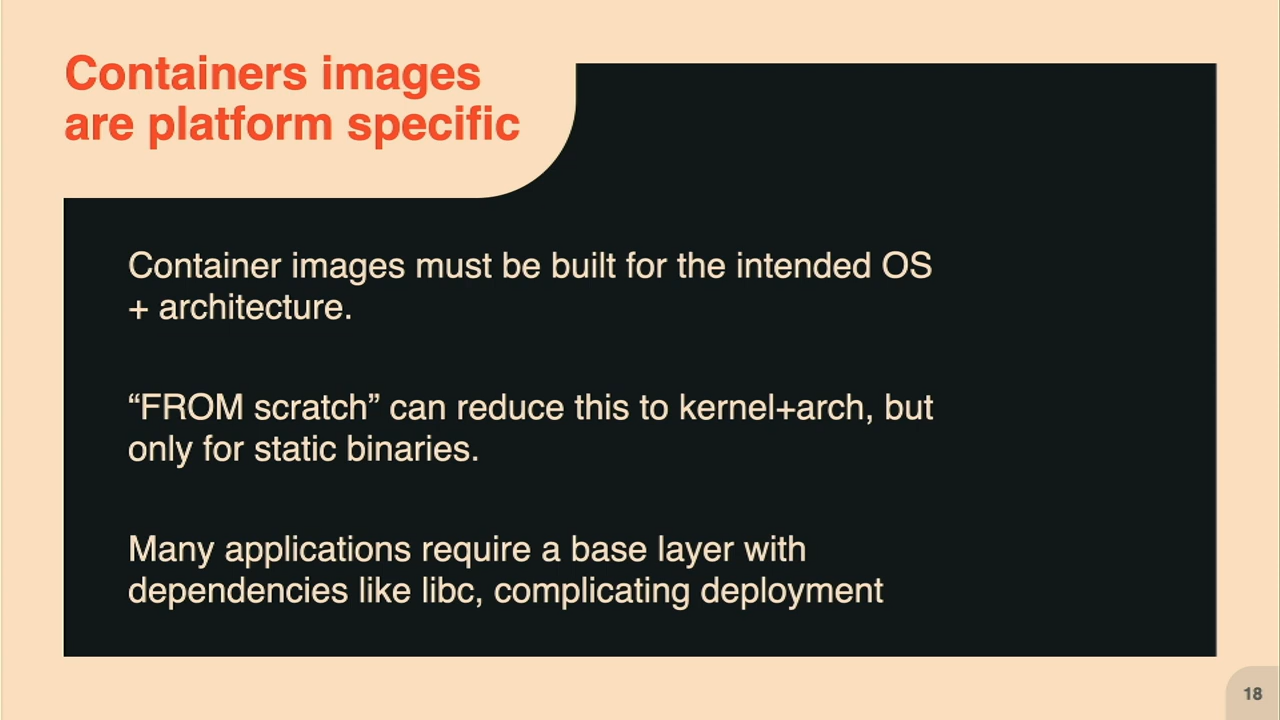 Containers images
are platform specific
Container images must be built for the intended OS
+ architecture.
“FROM scratch” can reduce this to kernel+arch, but
only for static binaries.
Many applications require a base layer with
dependencies like libc, complicating deployment
18